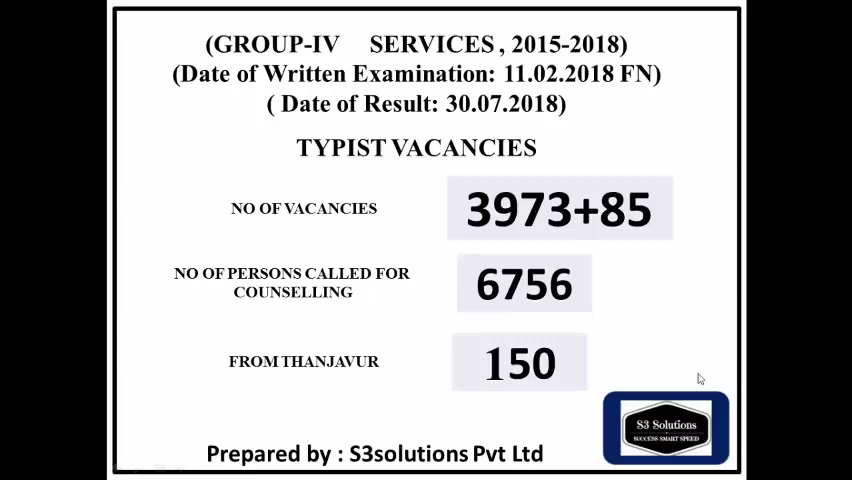 (GROUP-IV SERVICES , 2015-2018)
(Date of Written Examination: 11.02.2018 FN)
( Date of Result: 30.07.2018)
TYPIST VACANCIES
NO OF VACANCIES
3973+85
NO OF PERSONS CALLED FOR
COUNSELLING
6756
FROM THANJAVUR
150
S3 Solutions
SUCCESS SMART SPEED
Prepared by : S3solutions Pvt Ltd